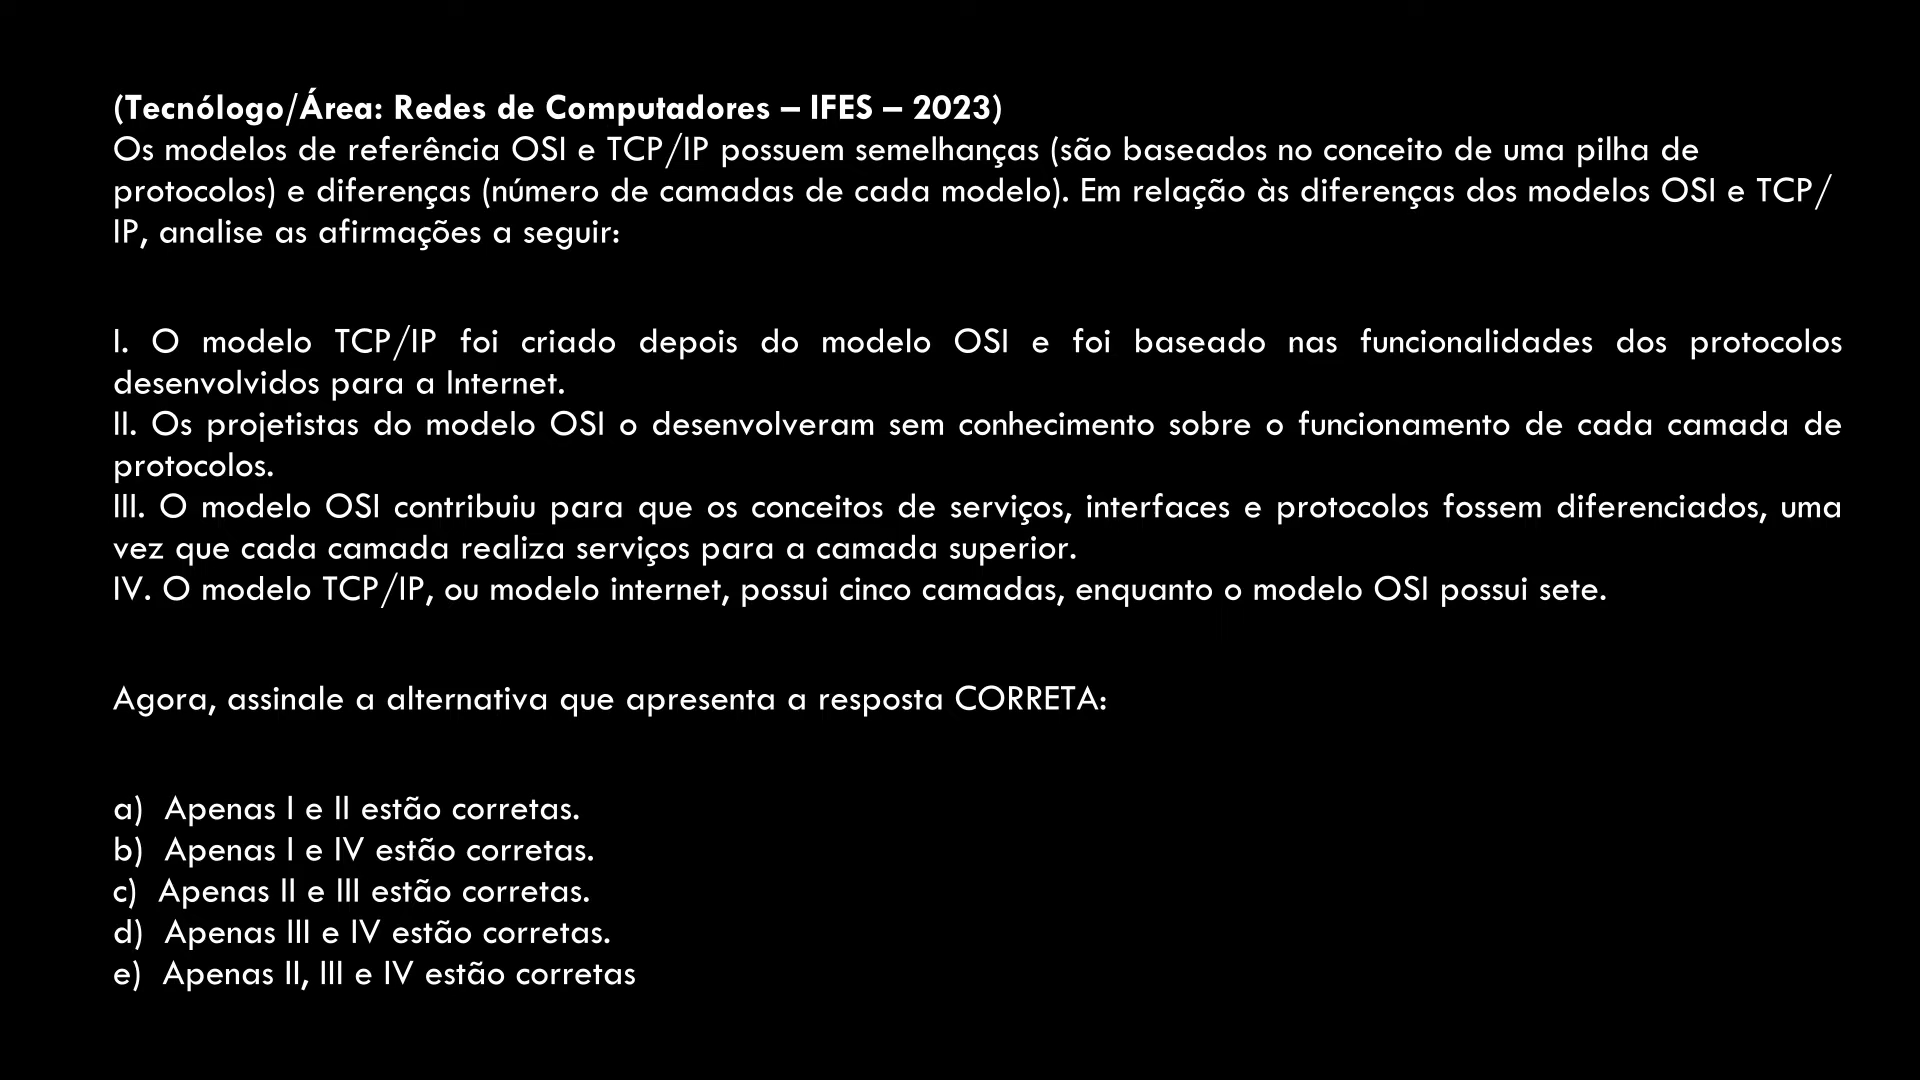 (Tecnólogo/Área: Redes de Computadores – IFES – 2023)
Os modelos de referência OSI e TCP/IP possuem semelhanças (são baseados no conceito de uma pilha de
protocolos) e diferenças (número de camadas de cada modelo). Em relação às diferenças dos modelos OSI e TCP/
IP, analise as afirmações a seguir:
I. O modelo TCP/IP foi criado depois do modelo OSI e foi baseado nas funcionalidades dos protocolos
desenvolvidos para a Internet.
II. Os projetistas do modelo OSI o desenvolveram sem conhecimento sobre o funcionamento de cada camada de
protocolos.
III. O modelo OSI contribuiu para que os conceitos de serviços, interfaces e protocolos fossem diferenciados, uma
vez que cada camada realiza serviços para a camada superior.
IV. O modelo TCP/IP, ou modelo internet, possui cinco camadas, enquanto o modelo OSI possui sete.
Agora, assinale a alternativa que apresenta a resposta CORRETA:
a) Apenas I e II estão corretas.
b) Apenas I e IV estão corretas.
c) Apenas II e III estão corretas.
d) Apenas III e IV estão corretas.
e) Apenas II, III e IV estão corretas